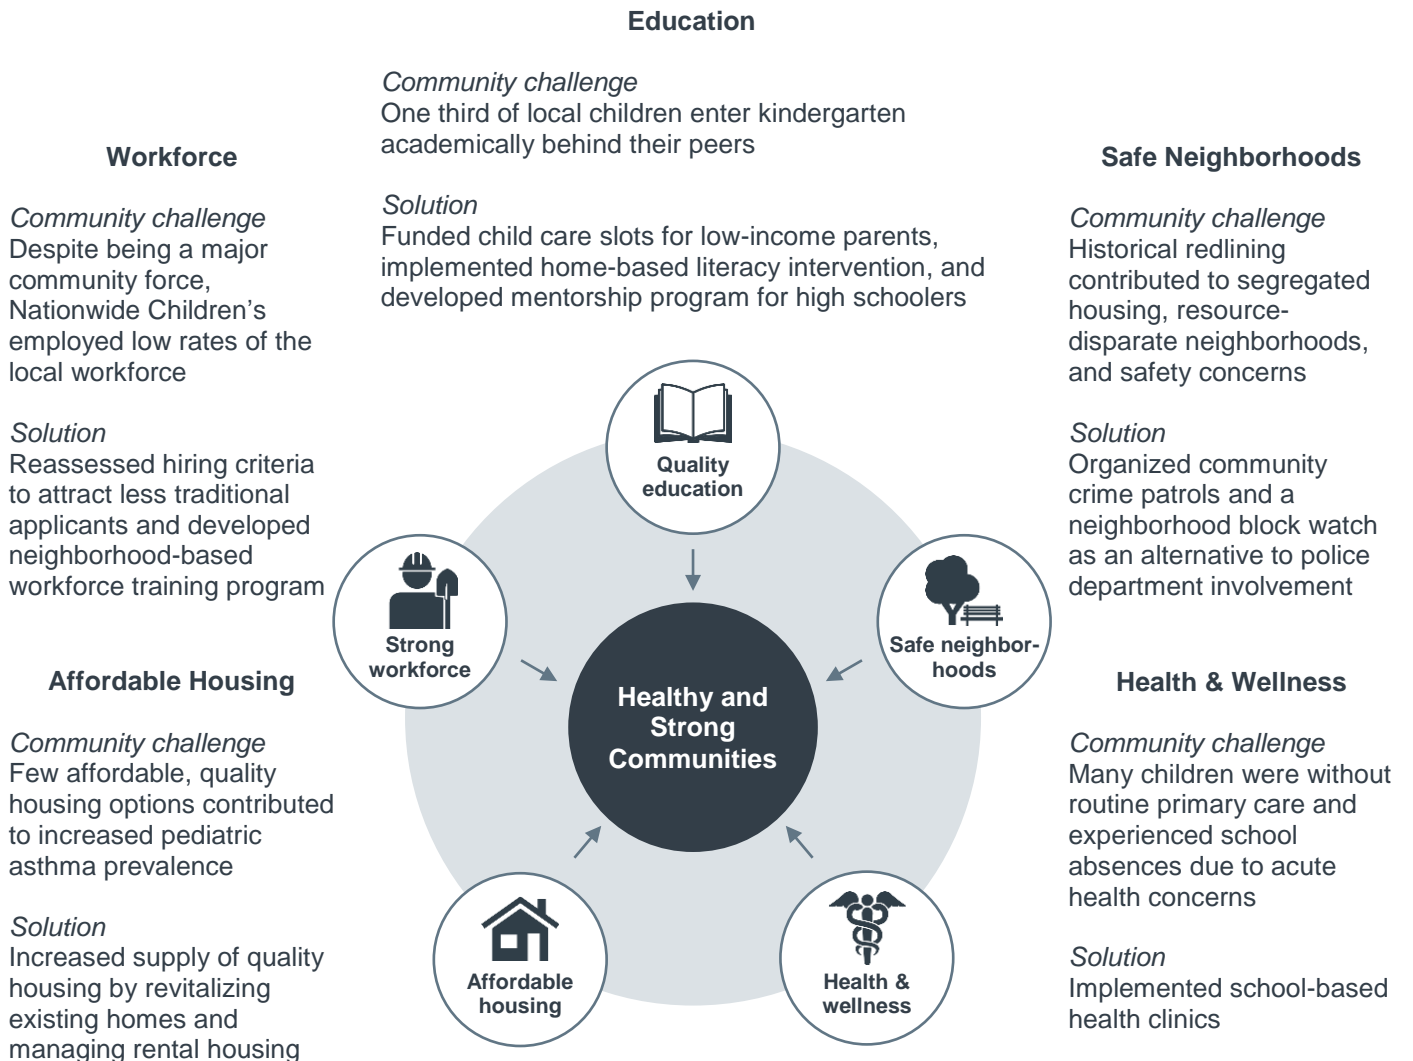 Education
Community challenge
One third of local children enter kindergarten
academically behind their peers
Solution
Funded child care slots for low-income parents,
implemented home-based literacy intervention, and
developed mentorship program for high schoolers
Workforce
Community challenge
Despite being a major
community force,
Nationwide Children’s
employed low rates of the
local workforce
Solution
Reassessed hiring criteria
to attract less traditional
applicants and developed
neighborhood-based
workforce training program
Safe Neighborhoods
Community challenge
Historical redlining
contributed to segregated
housing, resource-
disparate neighborhoods,
and safety concerns
Solution
Organized community
crime patrols and a
neighborhood block watch
as an alternative to police
department involvement
Quality
education
Strong
workforce
Safe neighbor-
hoods
Healthy and
Strong
Communities
Affordable
housing
Health &
wellness
Affordable Housing
Community challenge
Few affordable, quality
housing options contributed
to increased pediatric
asthma prevalence
Solution
Increased supply of quality
housing by revitalizing
existing homes and
managing rental housing
Health & Wellness
Community challenge
Many children were without
routine primary care and
experienced school
absences due to acute
health concerns
Solution
Implemented school-based
health clinics